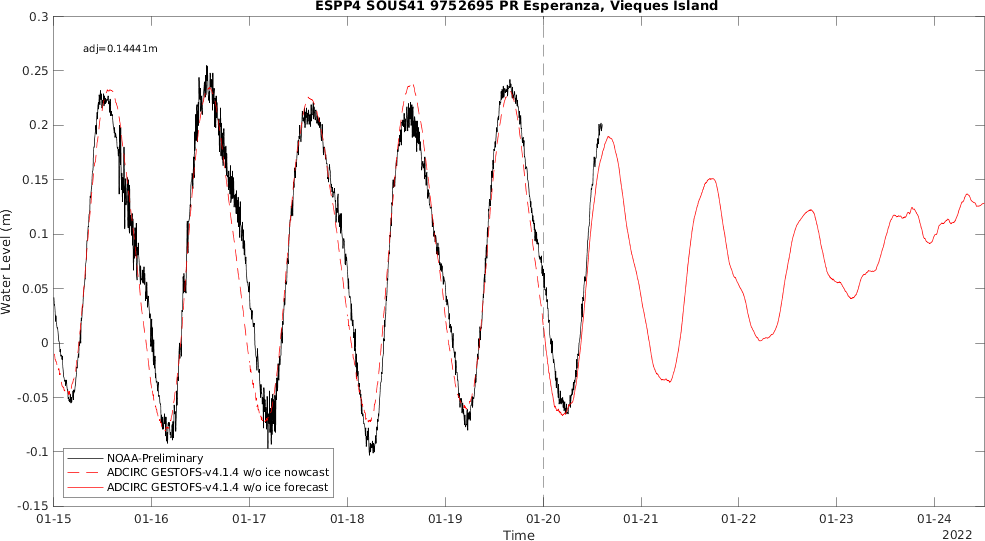 ESPP4 SOUS41 9752695 PR Esperanza, Vieques Island
adj=0.14441m
0.3
0.25
0.2
0.15
0.1
0.05
0
-0.05
-0.1
-0.15
Water Level (m)
NOAA-Preliminary
ADCIRC GESTOFS-v4.1.4 w/o ice nowcast
ADCIRC GESTOFS-v4.1.4 w/o ice forecast
01-15 01-16 01-17 01-18 01-19 01-20 01-21 01-22 01-23 01-24
Time
2022